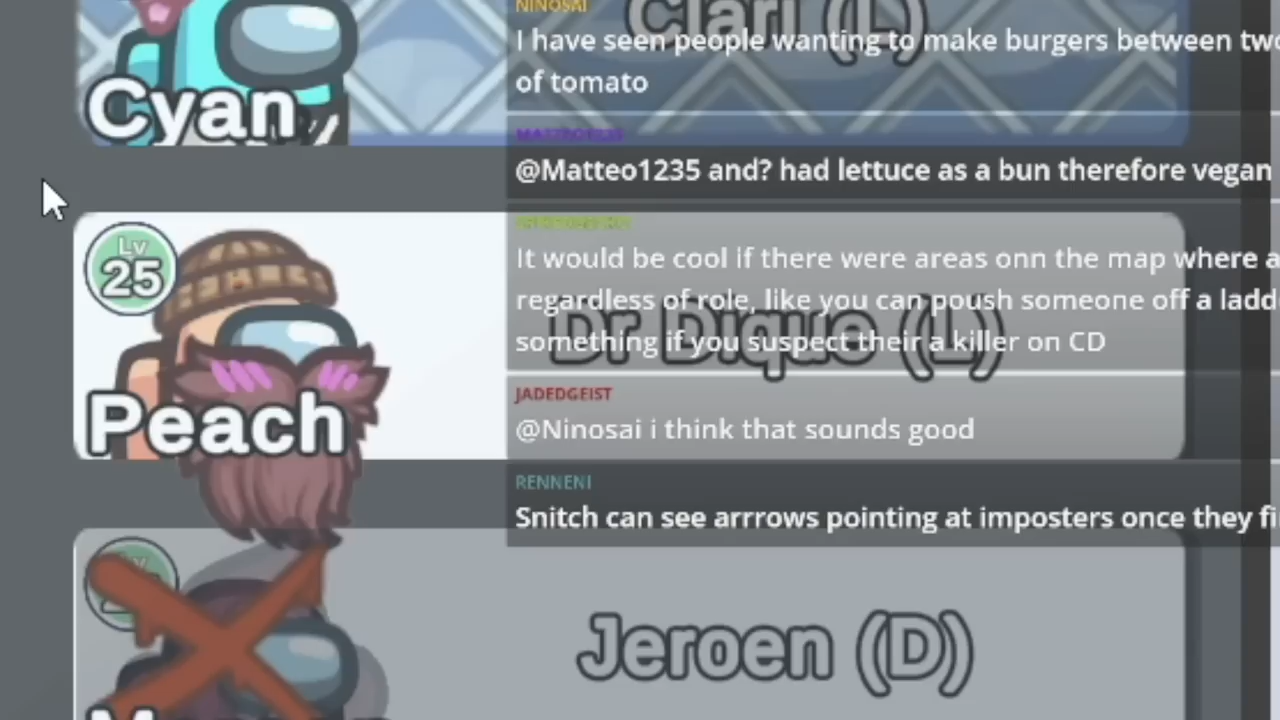 NINOSAI
Clari (L)
I have seen people wanting to make burgers between two
of tomato
Cyan
MATTEO1235
@Matteo1235 and? had lettuce as a bun therefore vegan
Lv
25
It would be cool if there were areas onn the map where a
regardless of role, like you can poush someone off a ladd
Dr Dique (L)
something if you suspect their a killer on CD
JADEDGEIST
Peach
@Ninosai i think that sounds good
RENNENI
Snitch can see arrrows pointing at imposters once they fi
Lv
Jeroen (D)